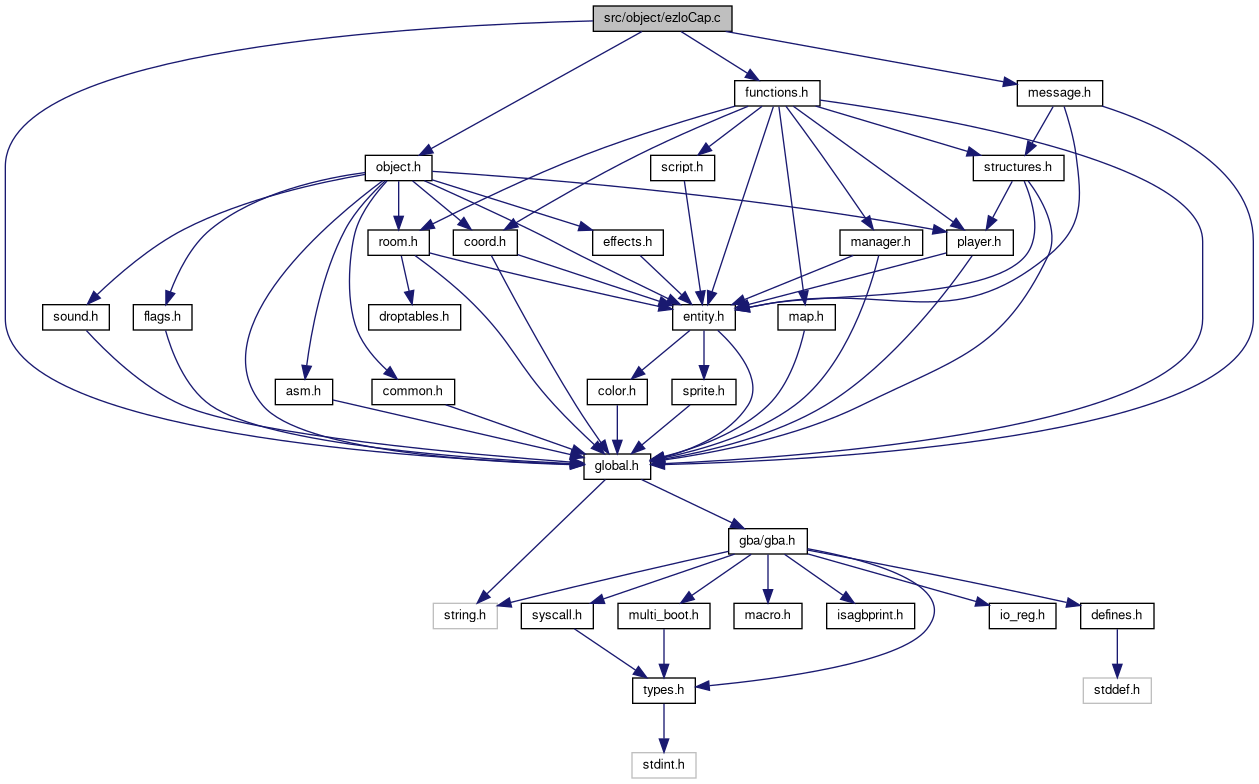 src/object/ezloCap.c
functions.h
message.h
object.h
script.h
structures.h
room.h
coord.h
effects.h
manager.h
player.h
sound.h
flags.h
droptables.h
entity.h
map.h
asm.h
common.h
color.h
sprite.h
global.h
gba/gba.h
string.h
syscall.h
multi_boot.h
macro.h
isagbprint.h
io_reg.h
defines.h
types.h
stddef.h
stdint.h